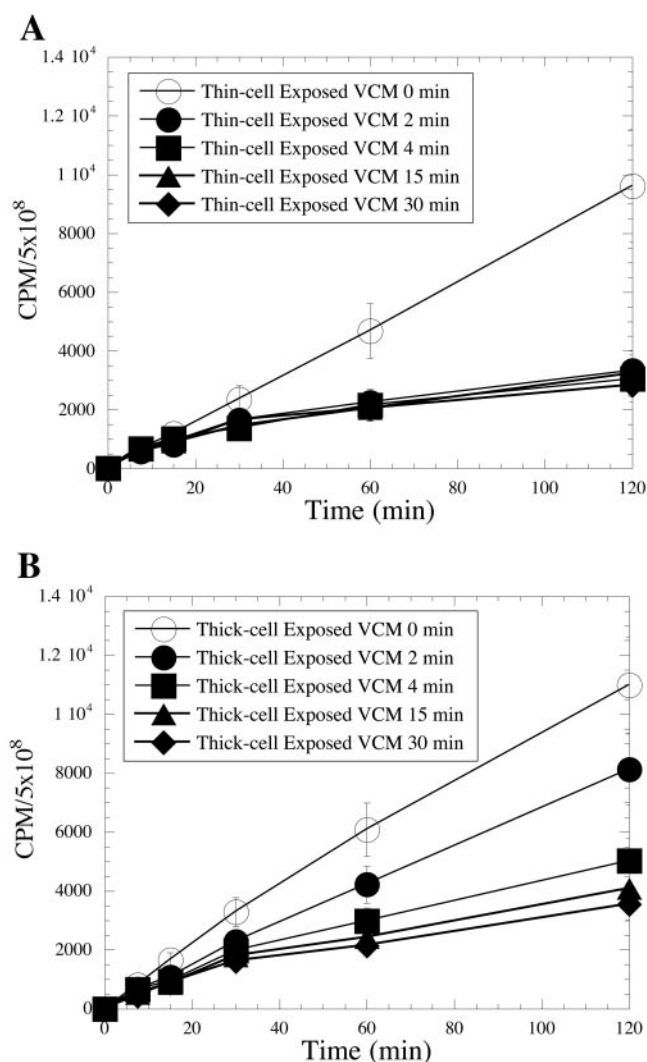 A
1.4 10⁴
1.2 10⁴
1 10⁴
8000
6000
4000
2000
0
CPM/5x10⁸
Thin-cell Exposed VCM 0 min
Thin-cell Exposed VCM 2 min
Thin-cell Exposed VCM 4 min
Thin-cell Exposed VCM 15 min
Thin-cell Exposed VCM 30 min
0 20 40 60 80 100 120
Time (min)
B
1.4 10⁴
1.2 10⁴
1 10⁴
8000
6000
4000
2000
0
CPM/5x10⁸
Thick-cell Exposed VCM 0 min
Thick-cell Exposed VCM 2 min
Thick-cell Exposed VCM 4 min
Thick-cell Exposed VCM 15 min
Thick-cell Exposed VCM 30 min
0 20 40 60 80 100 120
Time (min)